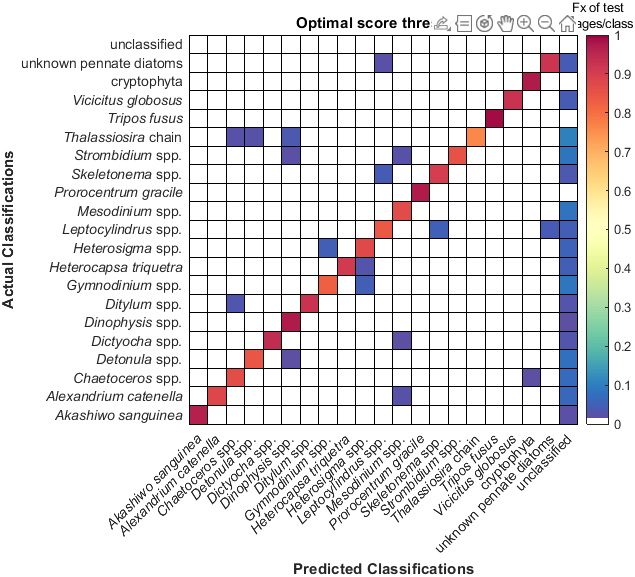 Optimal score thre
Fx of test
ages/class
unclassified
unknown pennate diatoms
cryptophyta
Vicicitus globosus
Tripos fusus
Thalassiosira chain
Strombidium spp.
Skeletonema spp.
Prorocentrum gracile
Mesodinium spp.
Leptocylindrus spp.
Heterosigma spp.
Heterocapsa triquetra
Gymnodinium spp.
Ditylum spp.
Dinophysis spp.
Dictyocha spp.
Detonula spp.
Chaetoceros spp.
Alexandrium catenella
Akashiwo sanguinea
Actual Classifications
Akashiwo sanguinea
Alexandrium catenella
Chaetoceros spp.
Detonula spp.
Dictyocha spp.
Dinophysis spp.
Ditylum spp.
Gymnodinium spp.
Heterocapsa triquetra
Heterosigma spp.
Leptocylindrus spp.
Mesodinium spp.
Prorocentrum gracile
Skeletonema spp.
Strombidium spp.
Thalassiosira chain
Tripos fusus
Vicicitus globosus
cryptophyta
unknown pennate diatoms
unclassified
Predicted Classifications
1
0.9
0.8
0.7
0.6
0.5
0.4
0.3
0.2
0.1
0